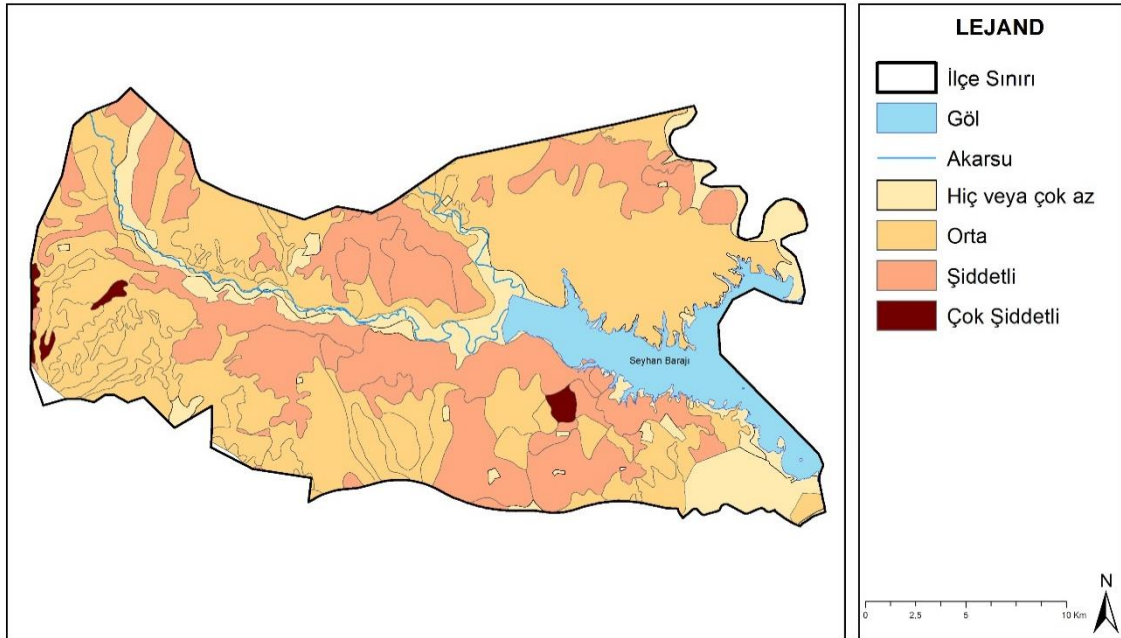 LEJAND
İlçe Sınırı
Göl
Akarsu
Hiç veya çok az
Orta
Şiddetli
Çok Şiddetli
Seyhan Barajı
N
0 2,5 5 10 Km